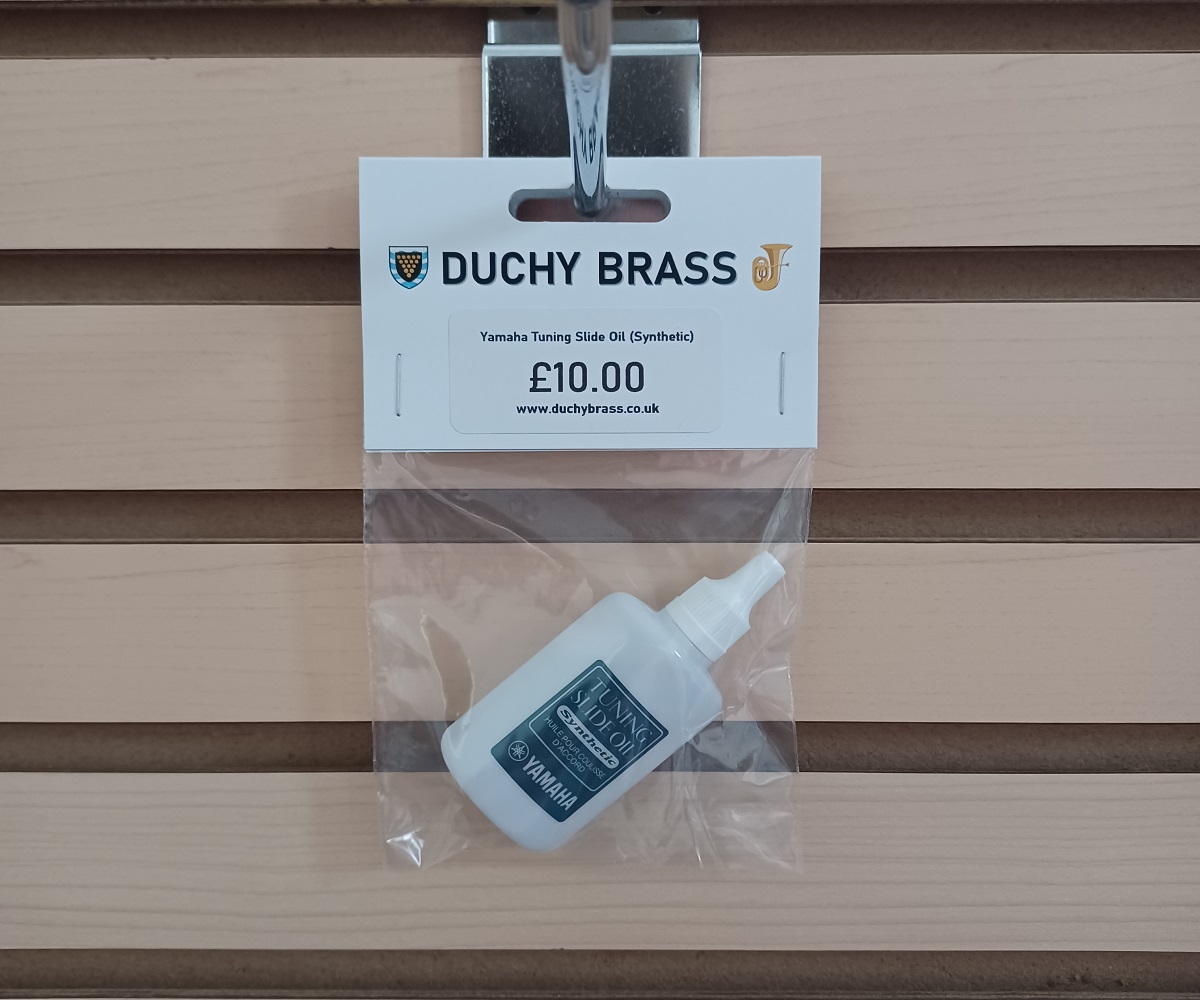 DUCHY BRASS
Yamaha Tuning Slide Oil (Synthetic)
£10.00
www.duchybrass.co.uk
TUNING
SLIDE OIL
Synthetic
HUILE POUR COULISSE
D'ACCORD
YAMAHA